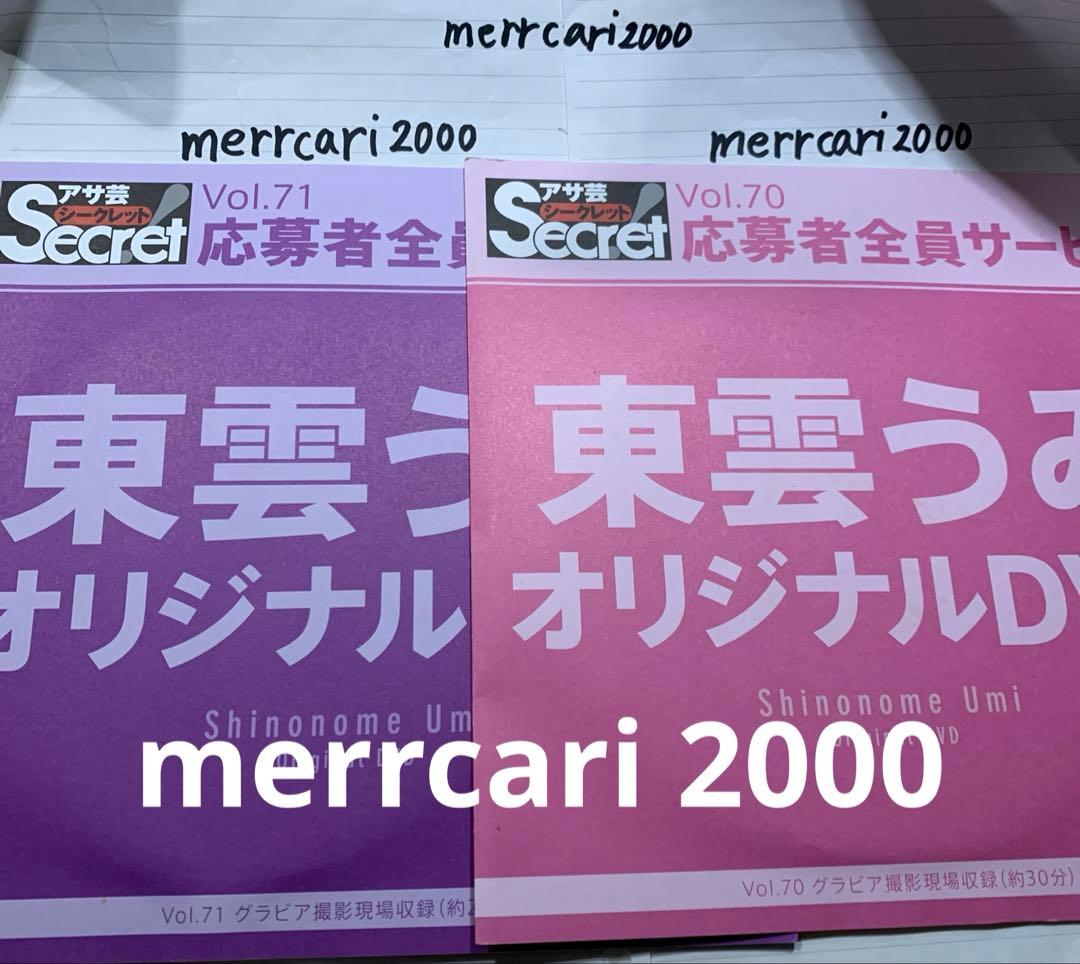 merrcari2000
merrcari2000
merrcari2000
アサ芸
シークレット
Secret
Vol.71
応募者全
東雲う
オリジナル
Shinonome Um
Vol.71 グラビア撮影現場収録(約2
アサ芸
シークレット
Secret
Vol.70
応募者全員サー
東雲う
オリジナルD
Shinonome Umi
Vol.70 グラビア撮影現場収録(約30分)
merrcari 2000